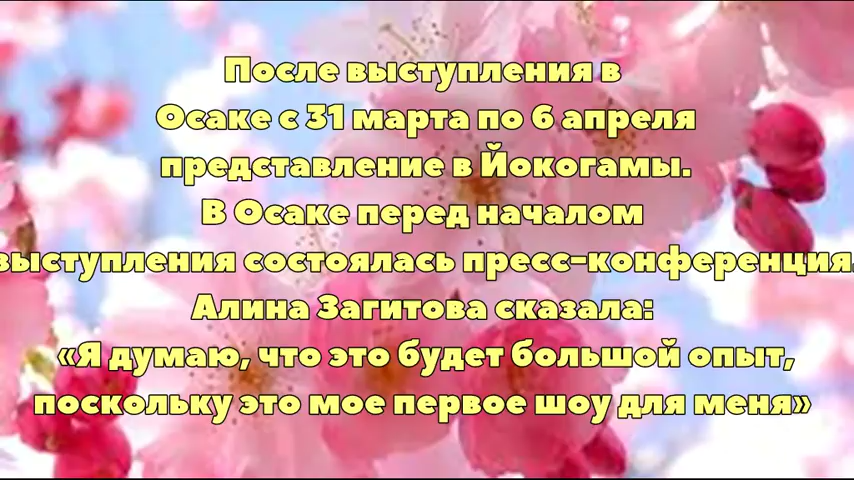 После выступления в
Осаке с 31 марта по 6 апреля
представление в Йокогамы.
В Осаке перед началом
выступления состоялась пресс-конференция.
Алина Загитова сказала:
«Я думаю, что это будет большой опыт,
поскольку это мое первое шоу для меня»